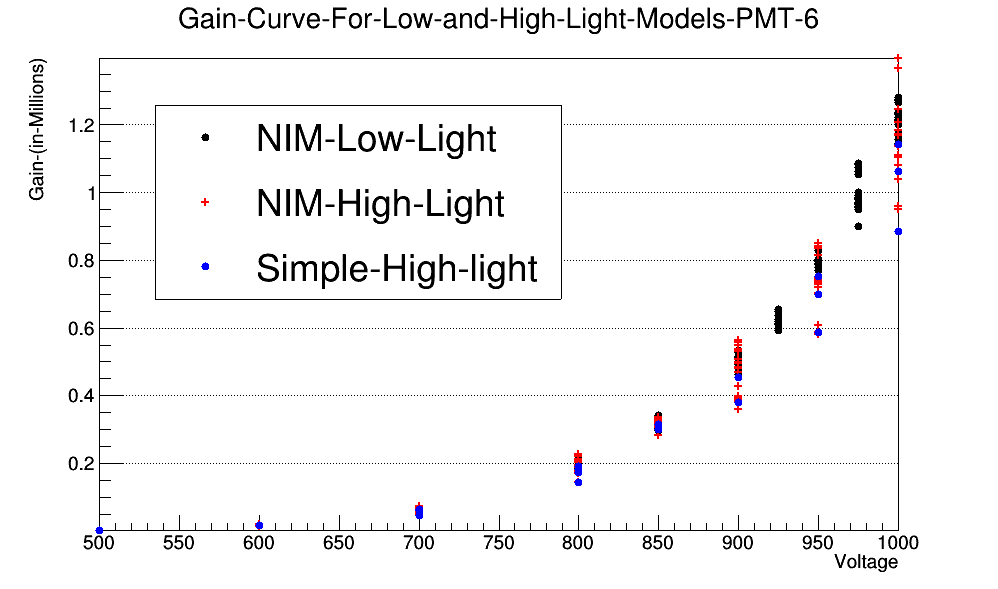 Gain-Curve-For-Low-and-High-Light-Models-PMT-6
Gain-(in-Millions)
NIM-Low-Light
NIM-High-Light
Simple-High-light
1.2
1
0.8
0.6
0.4
0.2
500 550 600 650 700 750 800 850 900 950 1000
Voltage